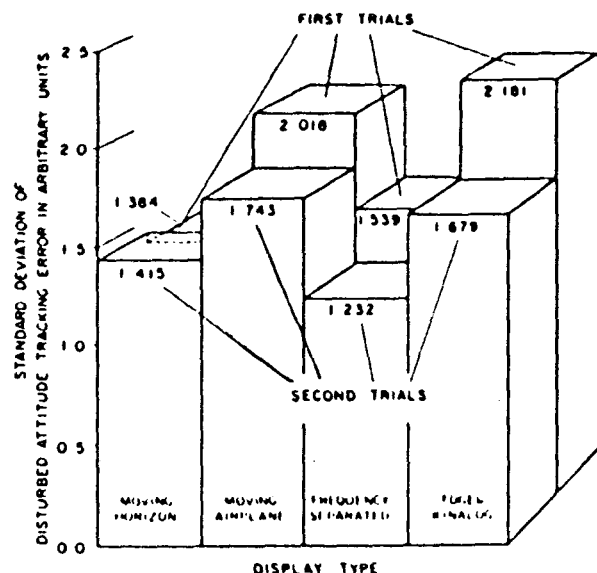 FIRST TRIALS
2.5
2.0
1.5
1.0
0.5
0.0
STANDARD DEVIATION OF
DISTURBED ATTITUDE TRACKING ERROR IN ARBITRARY UNITS
2.181
2.018
1.384
1.743
1.539
1.679
1.415
1.232
SECOND TRIALS
MOVING
HORIZON
MOVING
AIRPLANE
FREQUENCY
SEPARATED
DISPLAY TYPE